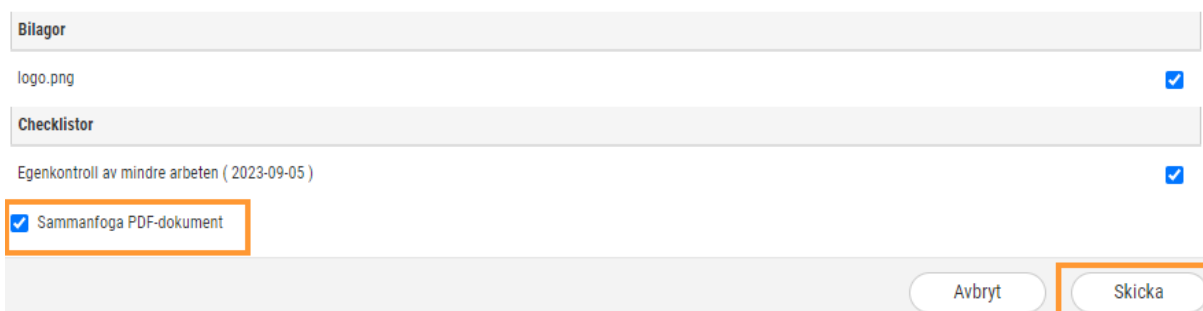 Bilagor
logo.png
Checklistor
Egenkontroll av mindre arbeten ( 2023-09-05 )
Sammanfoga PDF-dokument
Avbryt Skicka